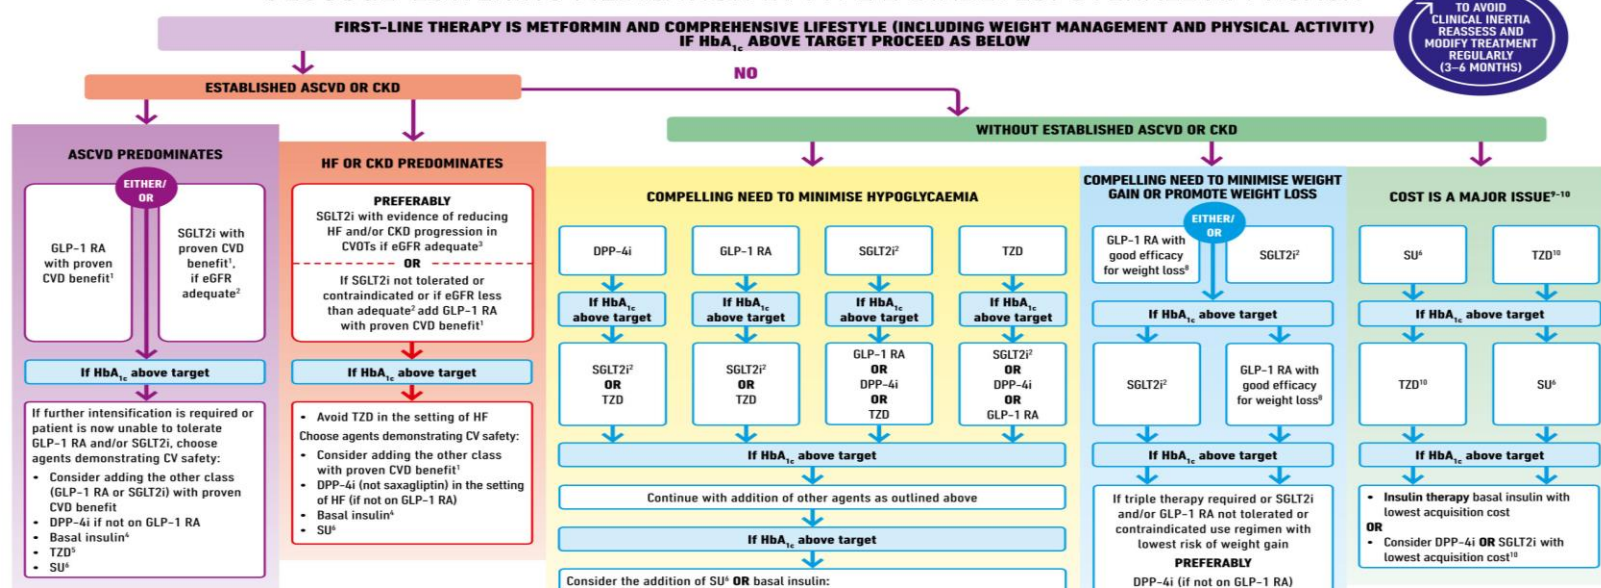 TO AVOID
CLINICAL INERTIA
REASSESS AND
MODIFY TREATMENT
REGULARLY
(3–6 MONTHS)
FIRST-LINE THERAPY IS METFORMIN AND COMPREHENSIVE LIFESTYLE (INCLUDING WEIGHT MANAGEMENT AND PHYSICAL ACTIVITY)
IF HbA1c ABOVE TARGET PROCEED AS BELOW
NO
ESTABLISHED ASCVD OR CKD
WITHOUT ESTABLISHED ASCVD OR CKD
ASCVD PREDOMINATES
EITHER/
OR
GLP-1 RA
with proven
CVD benefit¹
SGLT2i with
proven CVD
benefit¹,
if eGFR
adequate²
If HbA1c above target
If further intensification is required or
patient is now unable to tolerate
GLP-1 RA and/or SGLT2i, choose
agents demonstrating CV safety:
• Consider adding the other class
(GLP-1 RA or SGLT2i) with proven
CVD benefit
• DPP-4i if not on GLP-1 RA
• Basal insulin⁴
• TZD⁵
• SU⁶
HF OR CKD PREDOMINATES
PREFERABLY
SGLT2i with evidence of reducing
HF and/or CKD progression in
CVOTs if eGFR adequate³
OR
If SGLT2i not tolerated or
contraindicated or if eGFR less
than adequate² add GLP-1 RA
with proven CVD benefit¹
If HbA1c above target
• Avoid TZD in the setting of HF
Choose agents demonstrating CV safety:
• Consider adding the other class
with proven CVD benefit¹
• DPP-4i (not saxagliptin) in the setting
of HF (if not on GLP-1 RA)
• Basal insulin⁴
• SU⁶
COMPELLING NEED TO MINIMISE HYPOGLYCAEMIA
DPP-4i
GLP-1 RA
SGLT2i²
TZD
If HbA1c
above target
If HbA1c
above target
If HbA1c
above target
If HbA1c
above target
SGLT2i²
OR
TZD
SGLT2i²
OR
TZD
GLP-1 RA
OR
DPP-4i
OR
TZD
SGLT2i²
OR
DPP-4i
OR
GLP-1 RA
If HbA1c above target
Continue with addition of other agents as outlined above
If HbA1c above target
Consider the addition of SU⁶ OR basal insulin:
COMPELLING NEED TO MINIMISE WEIGHT
GAIN OR PROMOTE WEIGHT LOSS
EITHER/
OR
GLP-1 RA with
good efficacy
for weight loss⁸
SGLT2i²
If HbA1c above target
SGLT2i²
GLP-1 RA with
good efficacy
for weight loss⁸
If HbA1c above target
If triple therapy required or SGLT2i
and/or GLP-1 RA not tolerated or
contraindicated use regimen with
lowest risk of weight gain
PREFERABLY
DPP-4i (if not on GLP-1 RA)
COST IS A MAJOR ISSUE⁹⁻¹⁰
SU⁶
TZD¹⁰
If HbA1c above target
TZD¹⁰
SU⁶
If HbA1c above target
• Insulin therapy basal insulin with
lowest acquisition cost
OR
• Consider DPP-4i OR SGLT2i with
lowest acquisition cost¹⁰